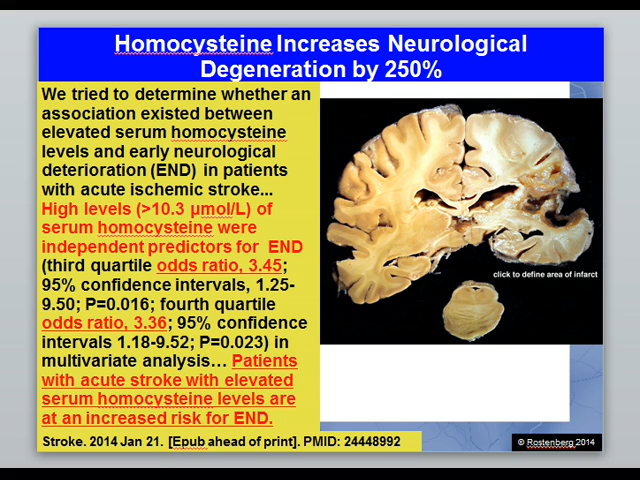 Homocysteine Increases Neurological
Degeneration by 250%
We tried to determine whether an
association existed between
elevated serum homocysteine
levels and early neurological
deterioration (END) in patients
with acute ischemic stroke...
High levels (>10.3 µmol/L) of
serum homocysteine were
independent predictors for END
(third quartile odds ratio, 3.45;
95% confidence intervals, 1.25-
9.50; P=0.016; fourth quartile
odds ratio, 3.36; 95% confidence
intervals 1.18-9.52; P=0.023) in
multivariate analysis… Patients
with acute stroke with elevated
serum homocysteine levels are
at an increased risk for END.
click to define area of infarct
Stroke. 2014 Jan 21. [Epub ahead of print]. PMID: 24448992
© Rostenberg 2014